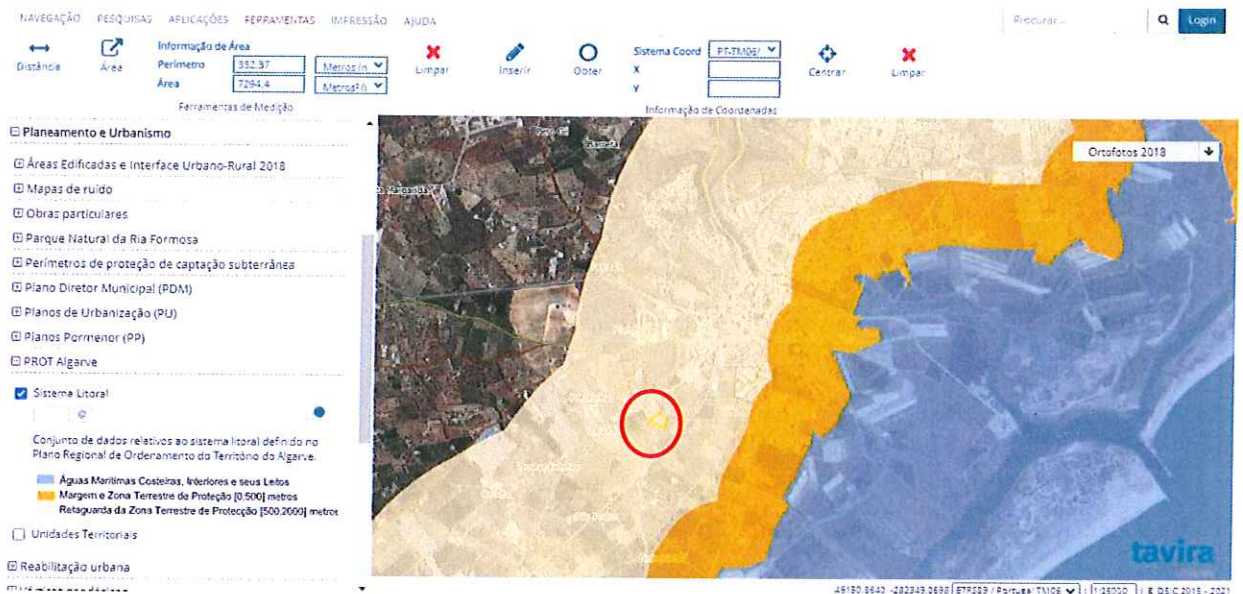 NAVEGAÇÃO PESQUISAS APLICAÇÕES FERRAMENTAS IMPRESSÃO AJUDA
Procurar...
Login
Distância
Área
Informação de Área
Perímetro 352.37
Área 7294.4
Ferramentas de Medição
Limpar
Inserir
Obter
Sistema Coord PT-TM06/
X
Y
Informação de Coordenadas
Centrar
Limpar
Planeamento e Urbanismo
Áreas Edificadas e Interface Urbano-Rural 2018
Mapas de ruído
Obras particulares
Parque Natural da Ria Formosa
Perímetros de proteção de captação subterrânea
Plano Diretor Municipal (PDM)
Planos de Urbanização (PU)
Planos Pormenor (PP)
PROT Algarve
Sistema Litoral
Conjunto de dados relativos ao sistema litoral definido no
Plano Regional de Ordenamento do Território do Algarve.
Águas Marítimas Costeiras, Interiores e seus Leitos
Margem e Zona Terrestre de Proteção [0,500] metros
Retaguarda da Zona Terrestre de Protecção [500,2000] metros
Unidades Territoriais
Reabilitação urbana
Ortofotos 2018
tavira
ETRS89 / Portugal TM06